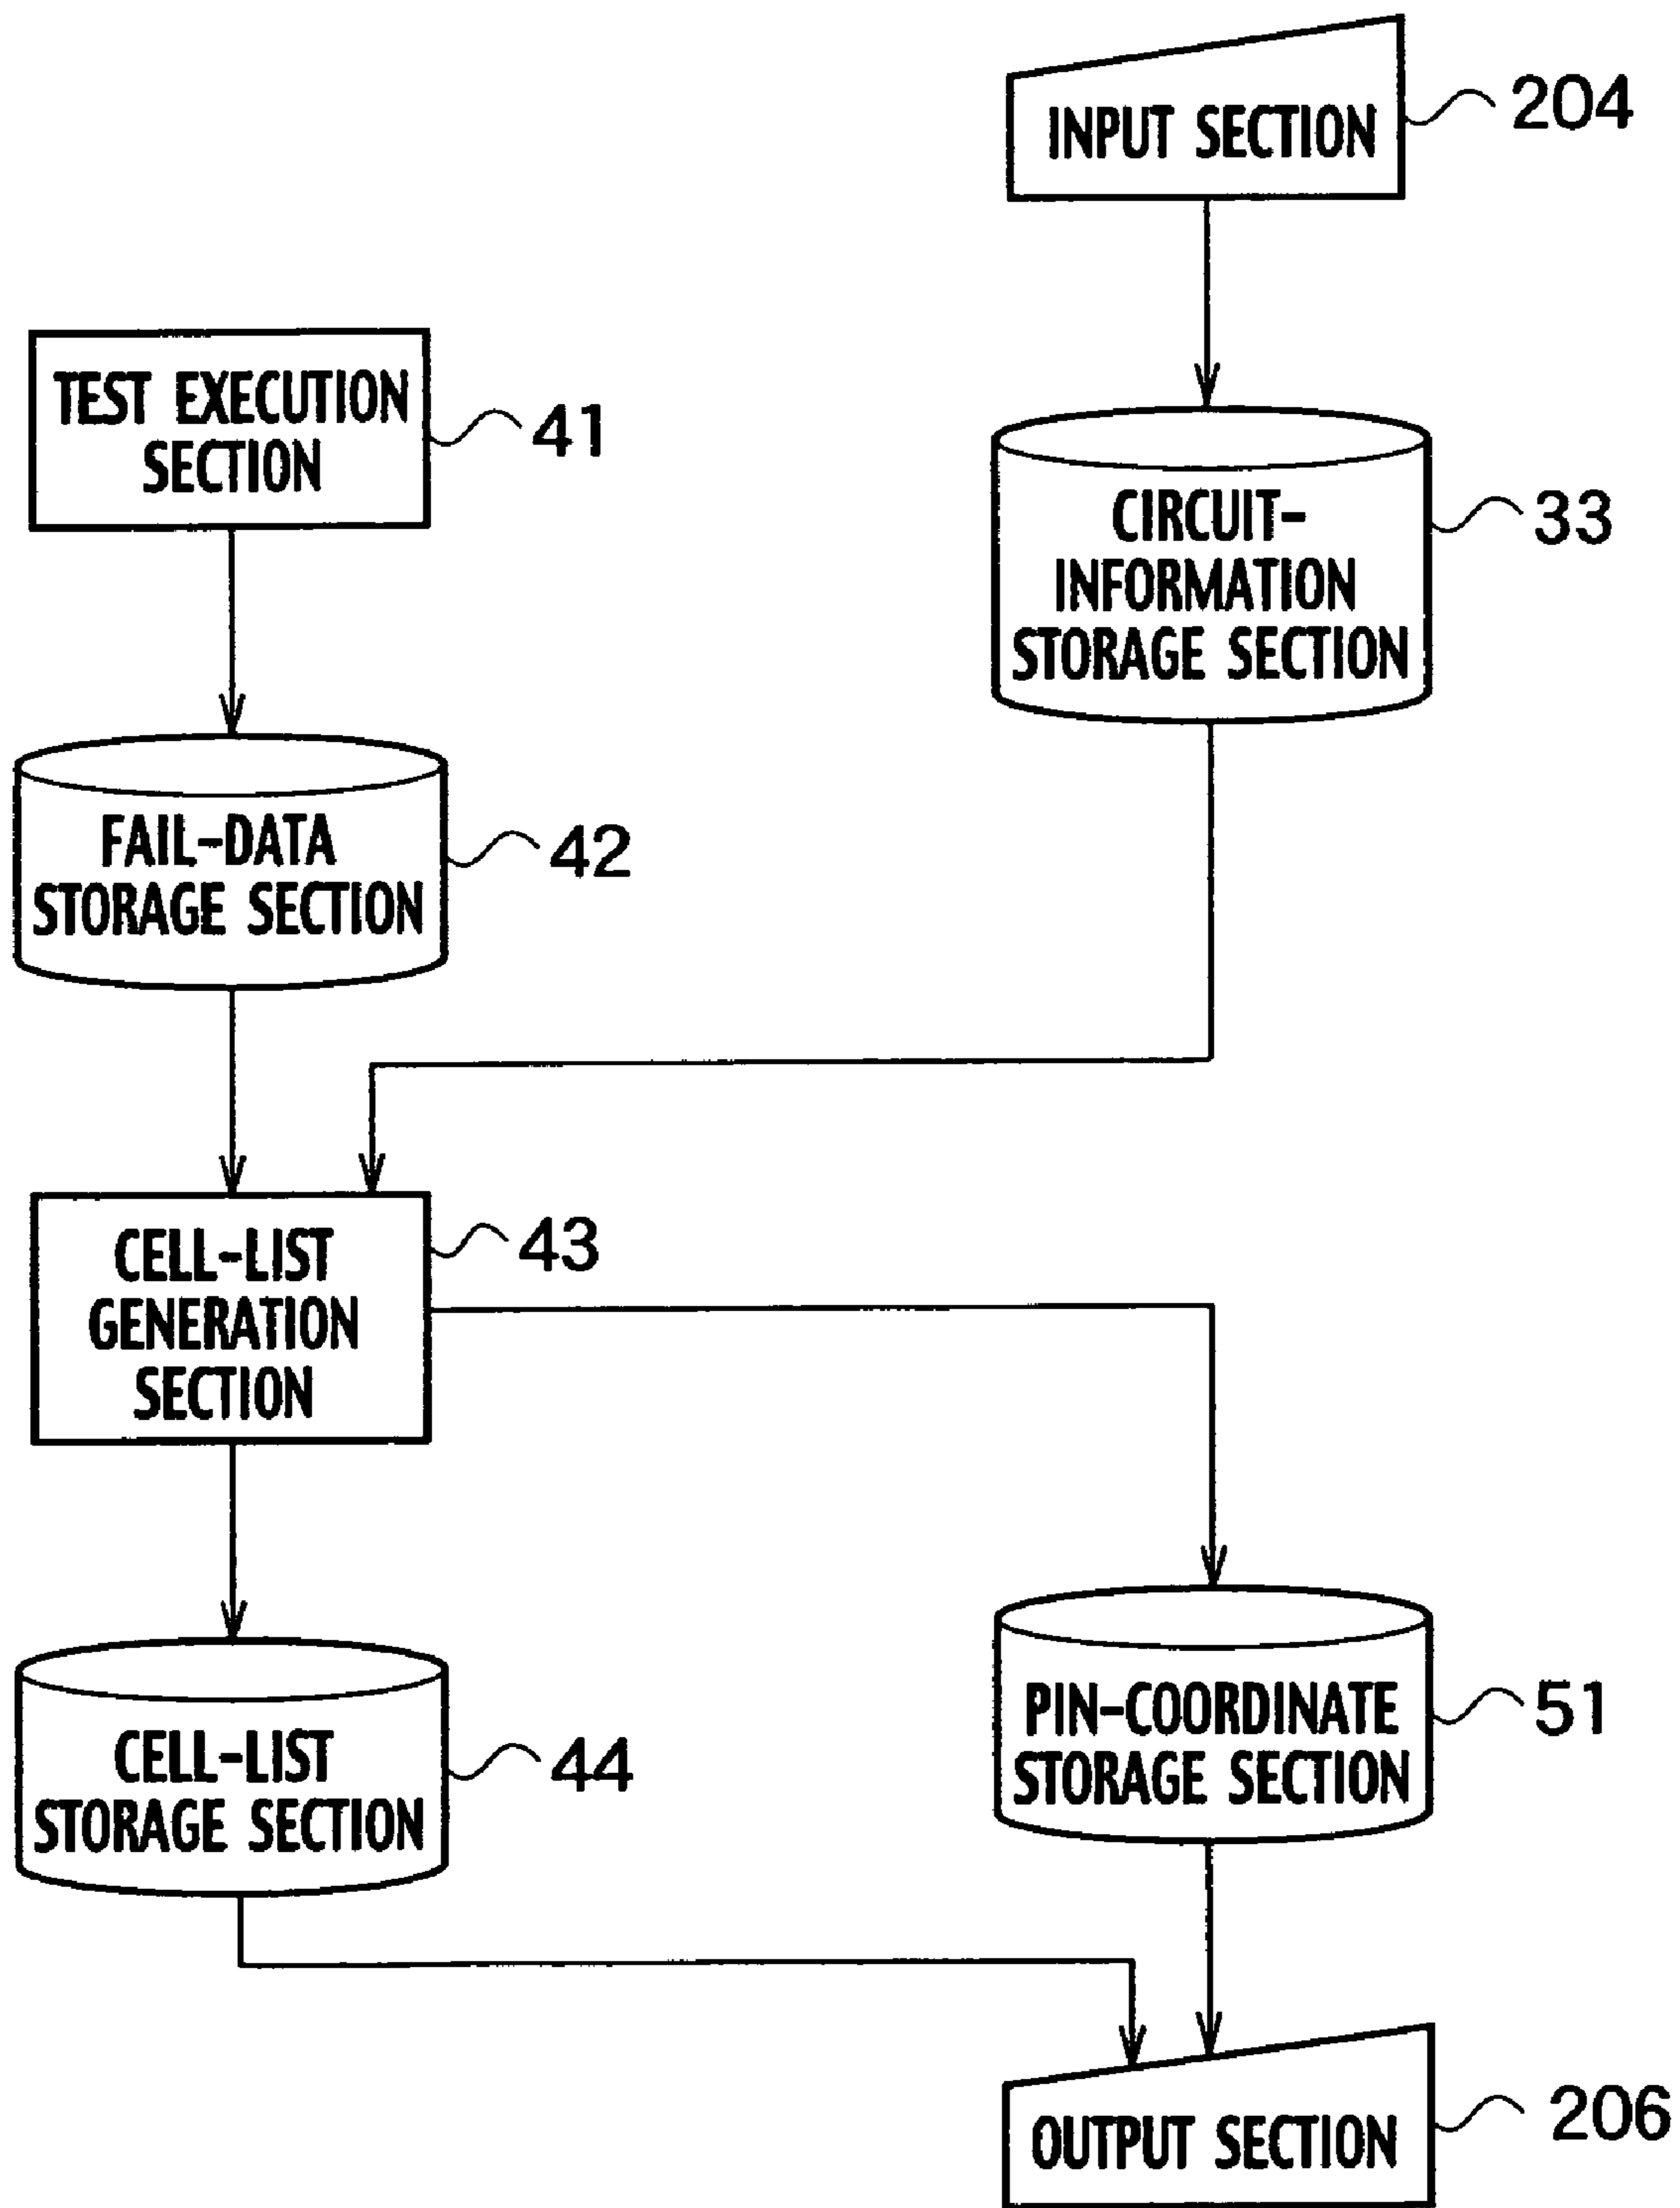 INPUT SECTION
204
TEST EXECUTION
SECTION
41
CIRCUIT-
INFORMATION
STORAGE SECTION
33
FAIL-DATA
STORAGE SECTION
42
CELL-LIST
GENERATION
SECTION
43
PIN-COORDINATE
STORAGE SECTION
51
CELL-LIST
STORAGE SECTION
44
OUTPUT SECTION
206